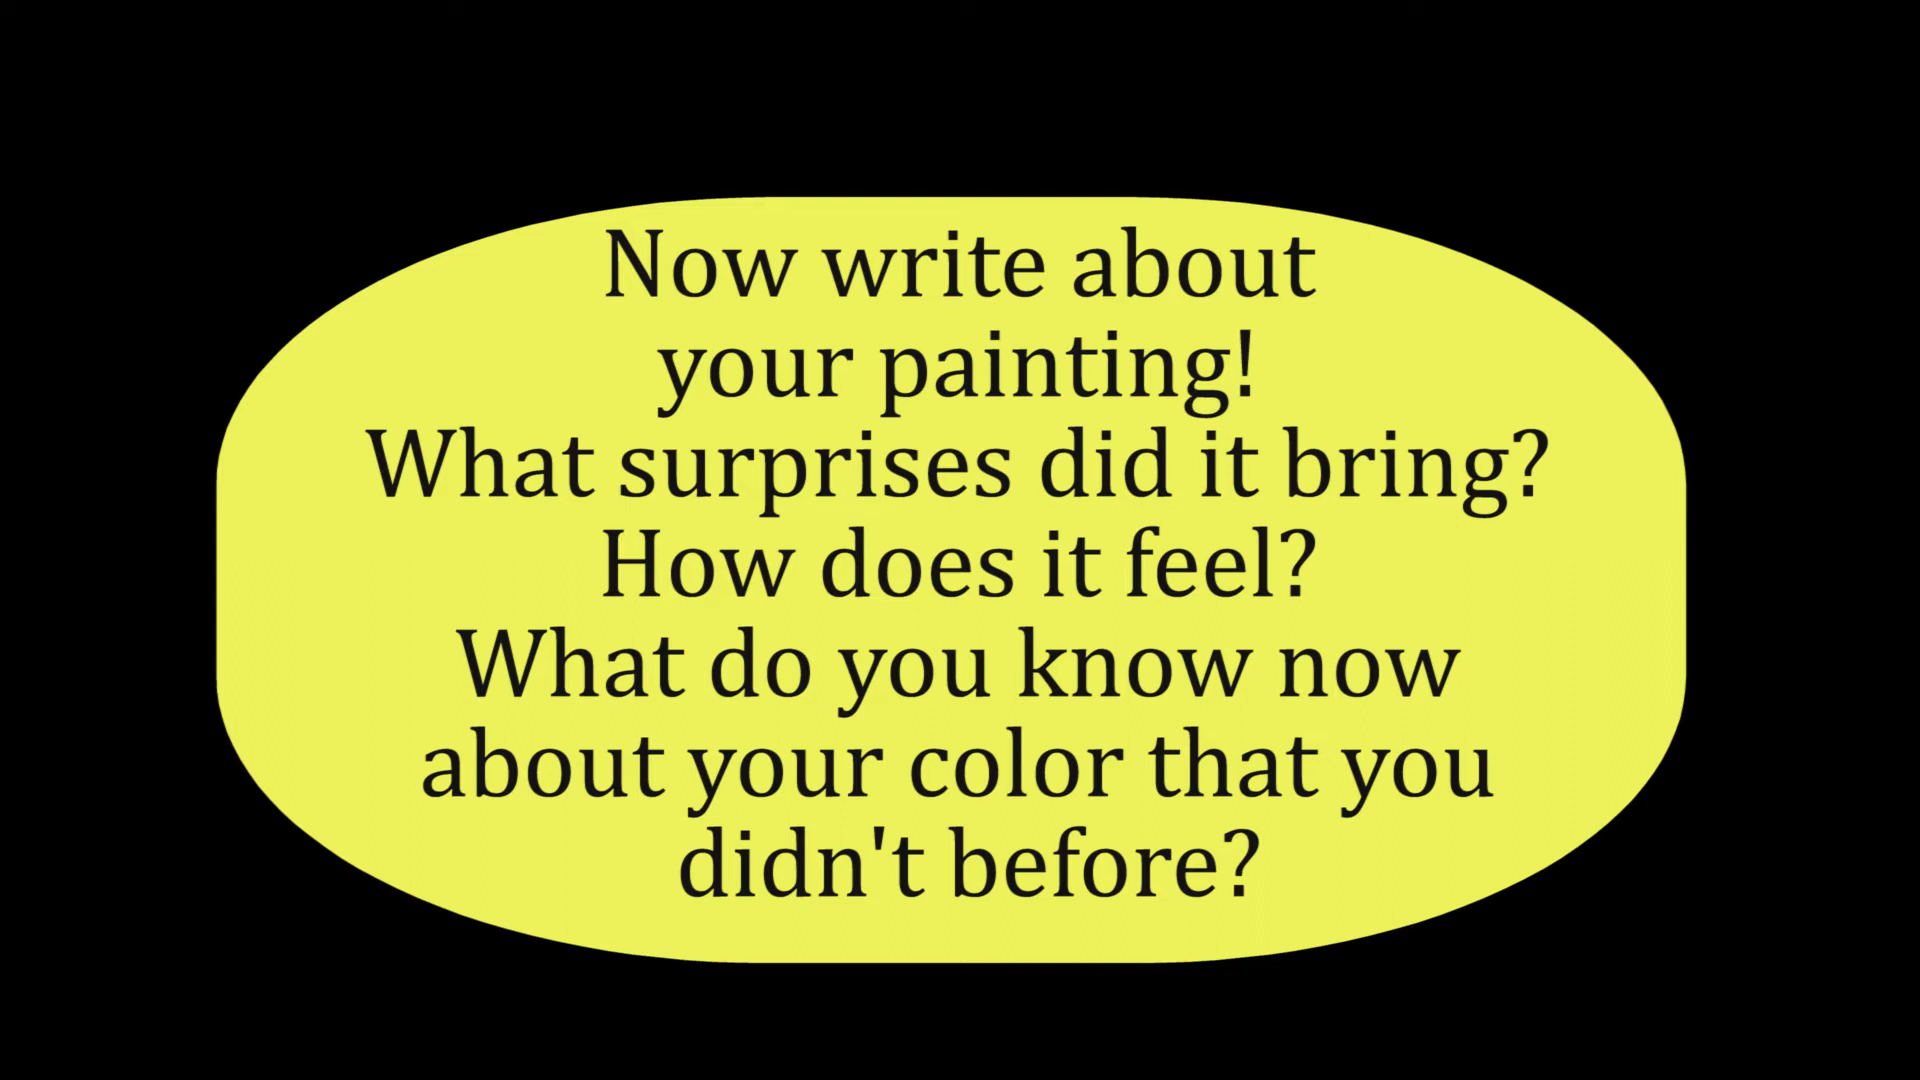 Now write about
your painting!
What surprises did it bring?
How does it feel?
What do you know now
about your color that you
didn't before?